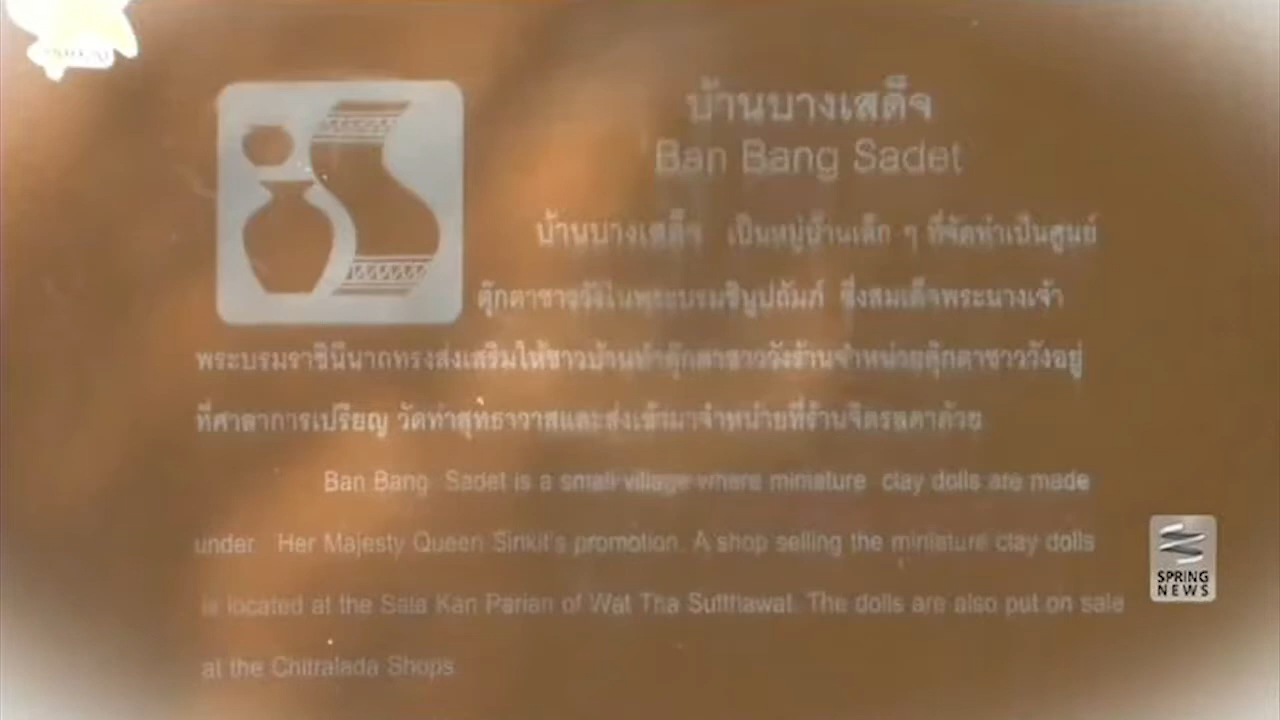 บ้านบางเสด็จ
Ban Bang Sadet
บ้านบางเสด็จ เป็นหมู่บ้านเล็ก ๆ ที่จัดทำเป็นศูนย์
ตุ๊กตาชาววังในพระบรมชินูปถัมภ์ ซึ่งสมเด็จพระนางเจ้า
พระบรมราชินีนาถทรงส่งเสริมให้ชาวบ้านทำตุ๊กตาชาววังร้านจำหน่ายตุ๊กตาชาววังอยู่
ที่ศาลาการเปรียญ วัดท่าสุทธาวาสและส่งเข้ามาจำหน่ายที่ร้านจิตรลดาด้วย
Ban Bang Sadet is a small village where miniature clay dolls are made
under Her Majesty Queen Sirikit's promotion. A shop selling the miniature clay dolls
is located at the Sala Kan Parian of Wat Tha Sutthawat. The dolls are also put on sale
at the Chitralada Shops
SPRING
NEWS